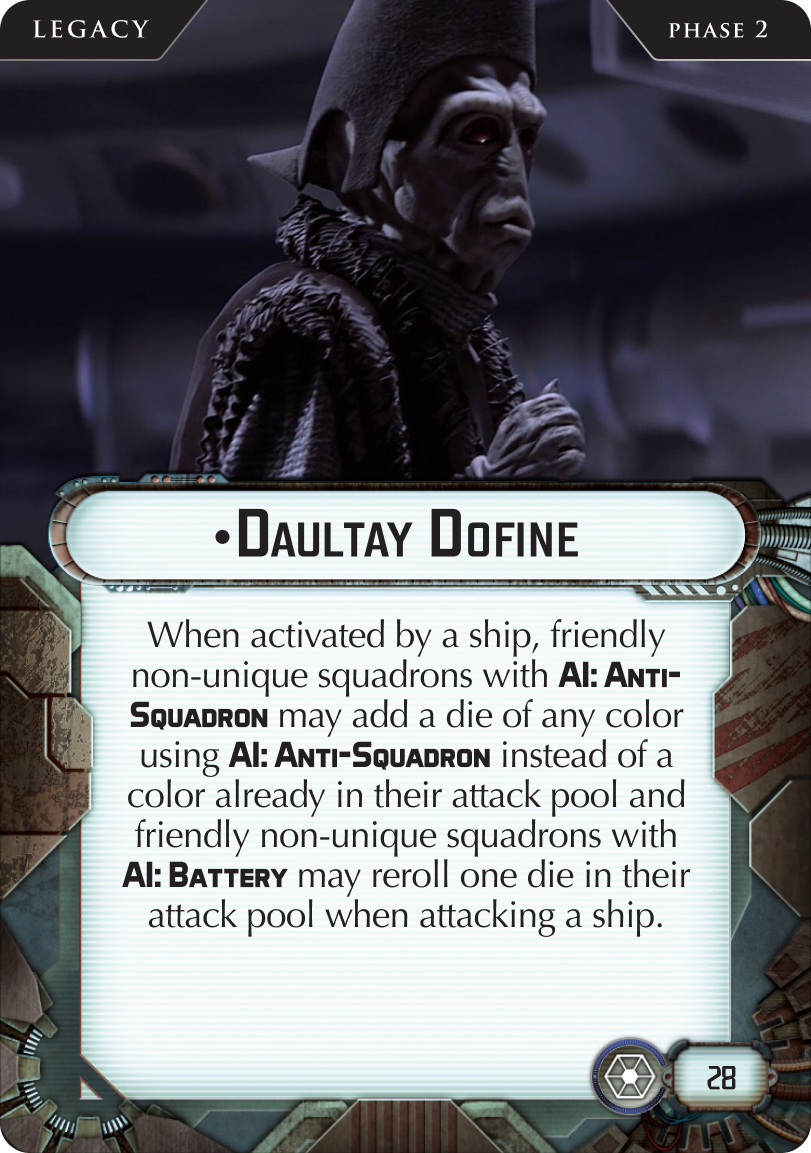 LEGACY
PHASE 2
•DAULTAY DOFINE
When activated by a ship, friendly
non-unique squadrons with AI: ANTI-
SQUADRON may add a die of any color
using AI: ANTI-SQUADRON instead of a
color already in their attack pool and
friendly non-unique squadrons with
AI: BATTERY may reroll one die in their
attack pool when attacking a ship.
28